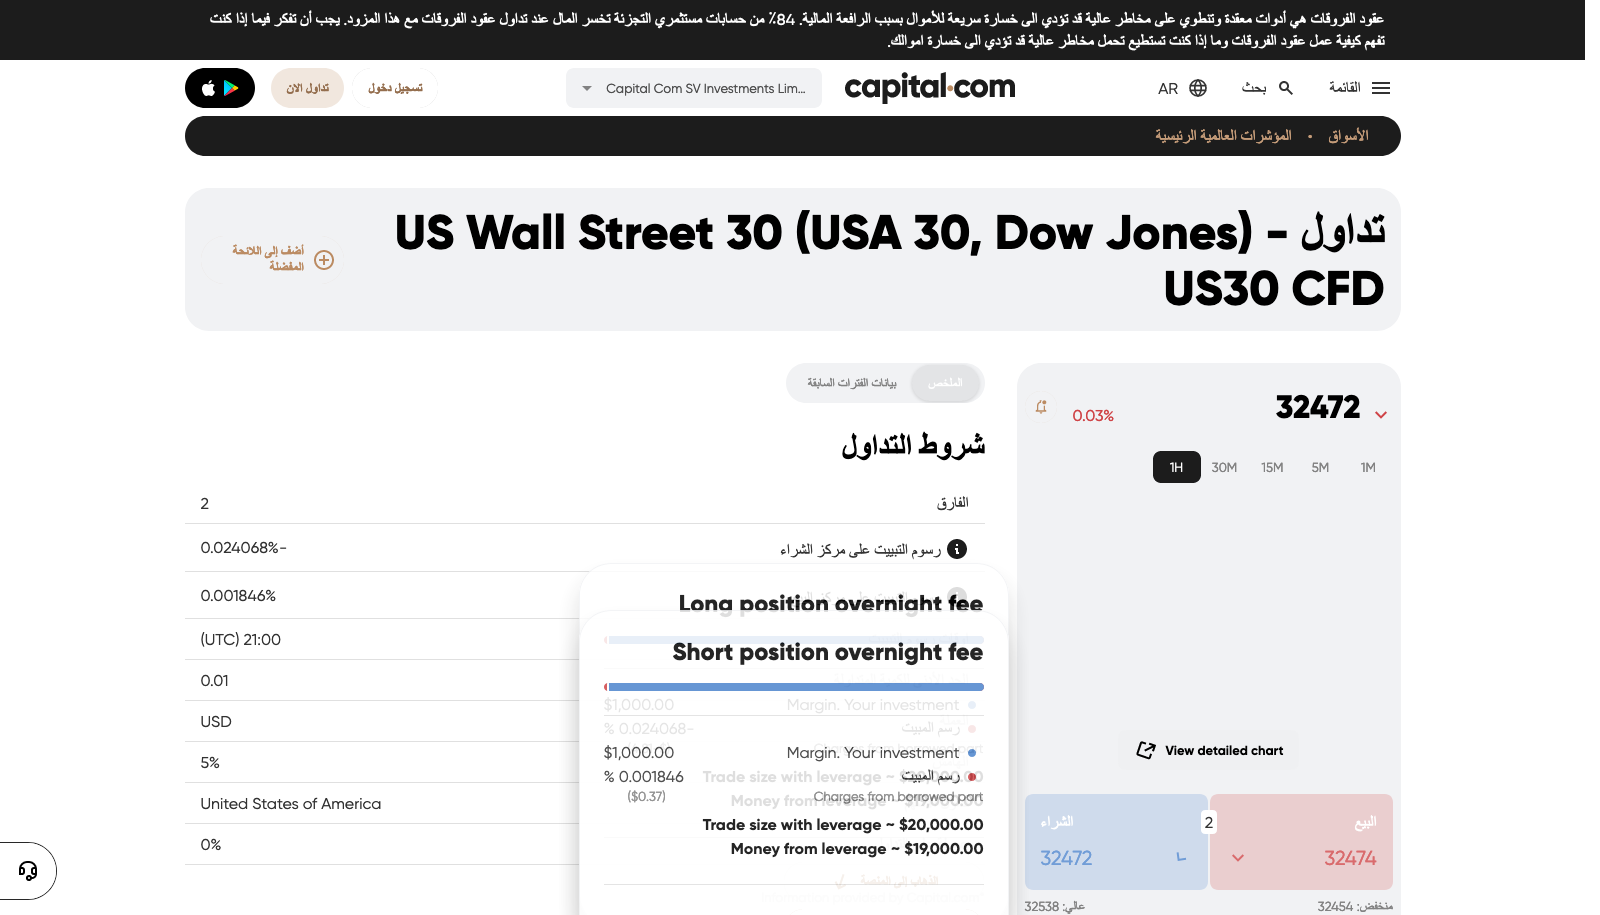 عقود الفروقات هي أدوات معقدة وتنطوي على مخاطر عالية قد تؤدي الى خسارة سريعة للأموال بسبب الرافعة المالية. 84٪ من حسابات مستثمري التجزئة تخسر المال عند تداول عقود الفروقات مع هذا المزود. يجب أن تفكر فيما إذا كنت
تفهم كيفية عمل عقود الفروقات وما إذا كنت تستطيع تحمل مخاطر عالية قد تؤدي الى خسارة اموالك.
القائمة
بحث
AR
capital.com
Capital Com SV Investments Lim...
تسجيل دخول
تداول الان
الأسواق • المؤشرات العالمية الرئيسية
تداول US Wall Street 30 (USA 30, Dow Jones) -
US30 CFD
أضف إلى اللائحة
المفضلة
32472
0.03%
1M
5M
15M
30M
1H
View detailed chart
البيع
32474
2
الشراء
32472
منخفض: 32454
عالي: 32538
الملخص
بيانات الفترات السابقة
شروط التداول
الفارق 2
رسوم التبييت على مركز الشراء -0.024068%
0.001846%
(UTC) 21:00
0.01
USD
5%
United States of America
0%
Long position overnight fee
Short position overnight fee
Margin. Your investment $1,000.00
رسم المبيت -0.024068 %
Margin. Your investment $1,000.00
رسم المبيت 0.001846 %
Charges from borrowed part ($0.37)
Trade size with leverage ~ $20,000.00
Money from leverage ~ $19,000.00
الذهاب إلى المنصة